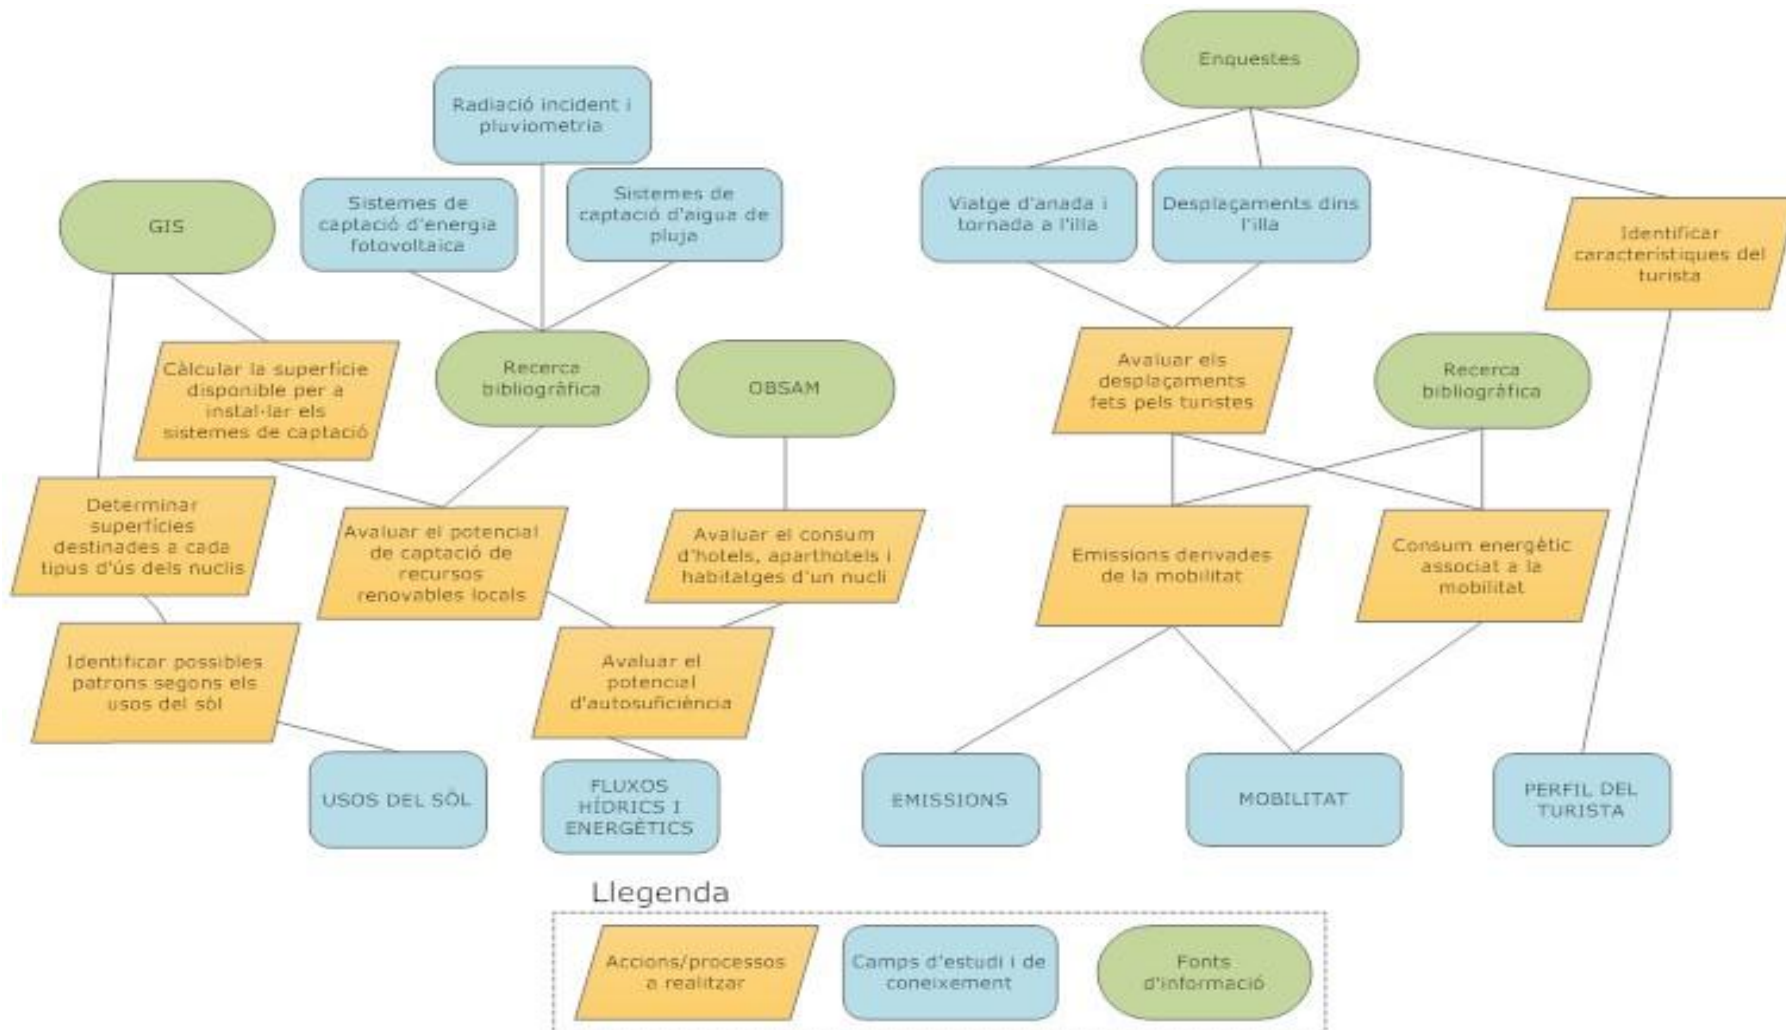 Enquestes
Radiació incident i
pluviometria
Sistemes de
captació d'energia
fotovoltaica
Sistemes de
captació d'aigua de
pluja
Viatge d'anada i
tornada a l'illa
Desplaçaments dins
l'illa
GIS
Identificar
característiques del
turista
Càlcular la superfície
disponible per a
instal·lar els
sistemes de captació
Recerca
bibliogràfica
OBSAM
Avaluar els
desplaçaments
fets pels turistes
Recerca
bibliogràfica
Determinar
superfícies
destinades a cada
tipus d'ús dels nuclis
Avaluar el potencial
de captació de
recursos
renovables locals
Avaluar el consum
d'hotels, aparthotels i
habitatges d'un nucli
Emissions derivades
de la mobilitat
Consum energètic
associat a la
mobilitat
Identificar possibles
patrons segons els
usos del sòl
Avaluar el
potencial
d'autosuficiència
USOS DEL SÒL
FLUXOS
HÍDRICS I
ENERGÈTICS
EMISSIONS
MOBILITAT
PERFIL DEL
TURISTA
Llegenda
Accions/processos
a realitzar
Camps d'estudi i de
coneixement
Fonts
d'informació